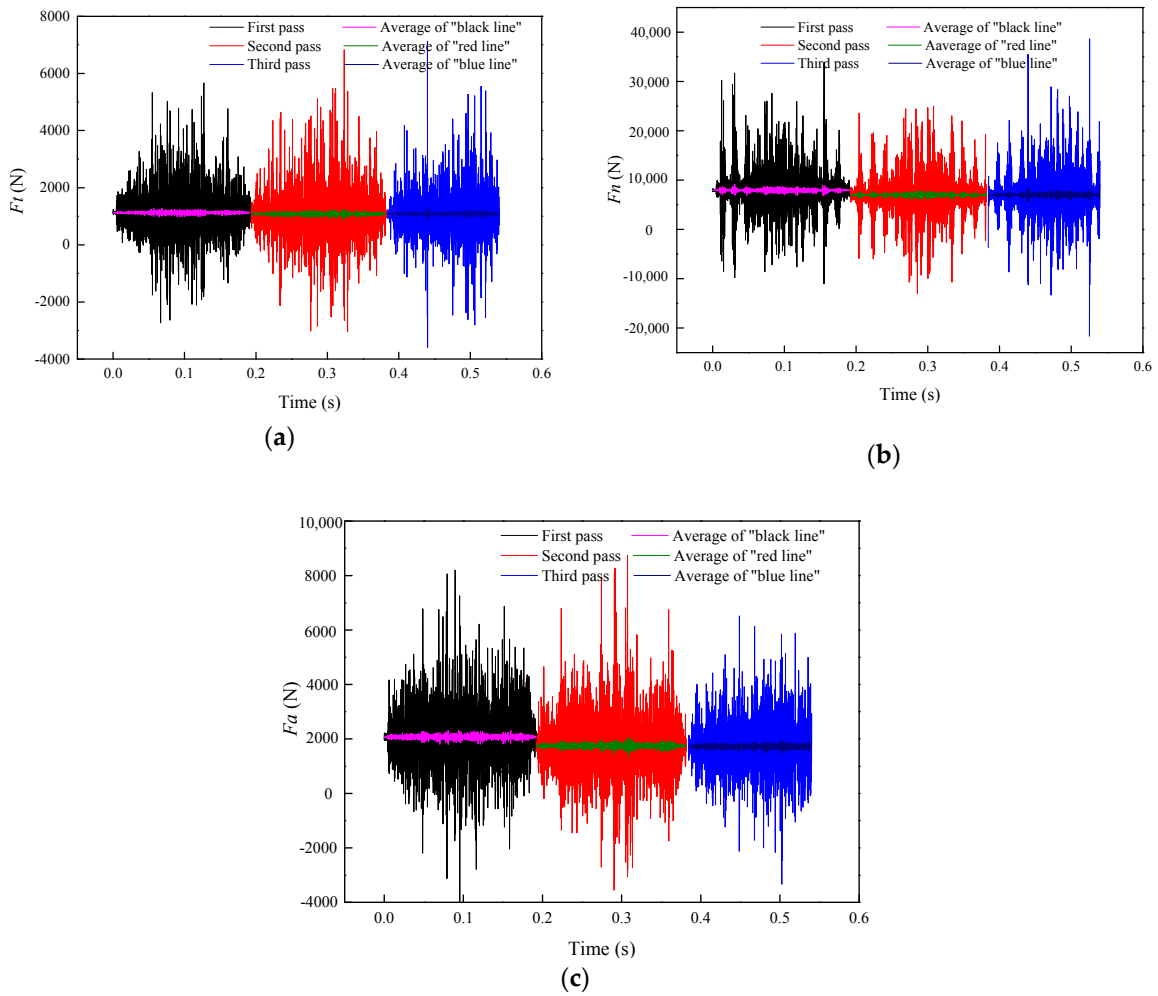 First pass
Second pass
Third pass
Average of "black line"
Aaverage of "red line"
Average of "blue line"
8000
6000
4000
2000
0
-2000
-4000
Ft (N)
0.0 0.1 0.2 0.3 0.4 0.5 0.6
Time (s)
(a)
First pass
Second pass
Third pass
Average of "black line"
Aaverage of "red line"
Average of "blue line"
40,000
30,000
20,000
10,000
0
-10,000
-20,000
Fn (N)
0.0 0.1 0.2 0.3 0.4 0.5 0.6
Time (s)
(b)
First pass
Second pass
Third pass
Average of "black line"
Average of "red line"
Average of "blue line"
10,000
8000
6000
4000
2000
0
-2000
-4000
Fa (N)
0.0 0.1 0.2 0.3 0.4 0.5 0.6
Time (s)
(c)